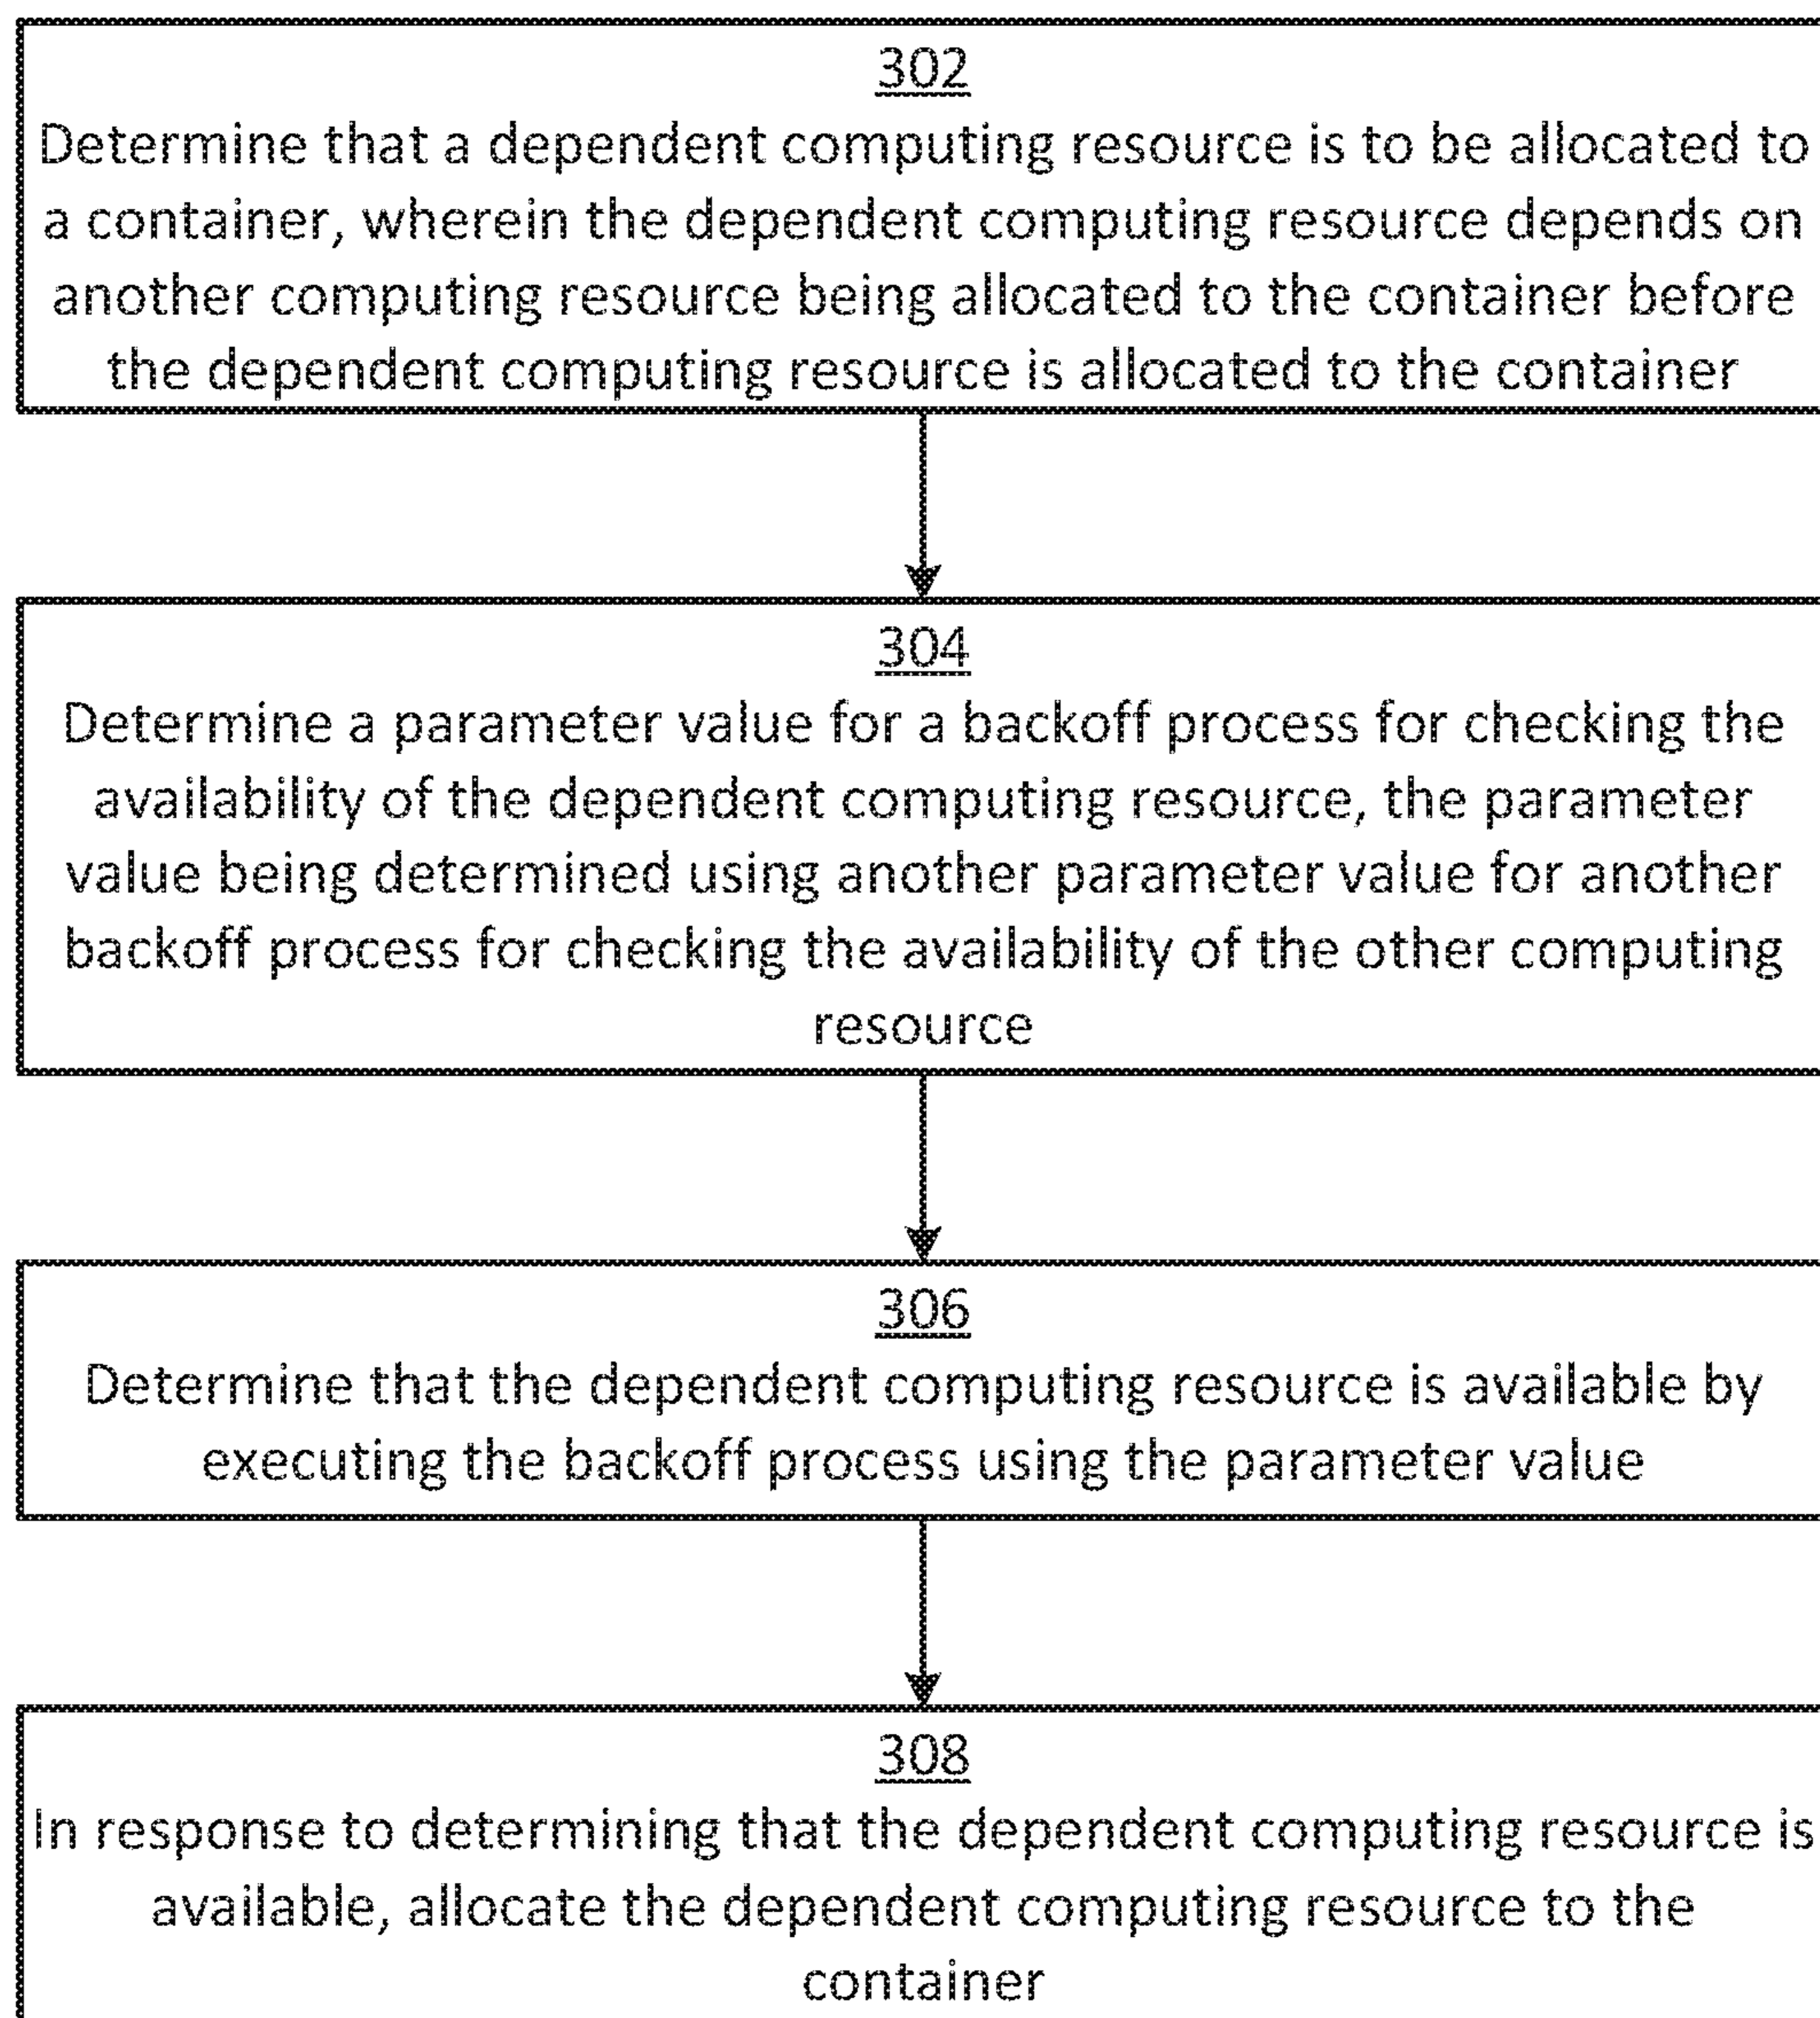 302
Determine that a dependent computing resource is to be allocated to
a container, wherein the dependent computing resource depends on
another computing resource being allocated to the container before
the dependent computing resource is allocated to the container
304
Determine a parameter value for a backoff process for checking the
availability of the dependent computing resource, the parameter
value being determined using another parameter value for another
backoff process for checking the availability of the other computing
resource
306
Determine that the dependent computing resource is available by
executing the backoff process using the parameter value
308
In response to determining that the dependent computing resource is
available, allocate the dependent computing resource to the
container